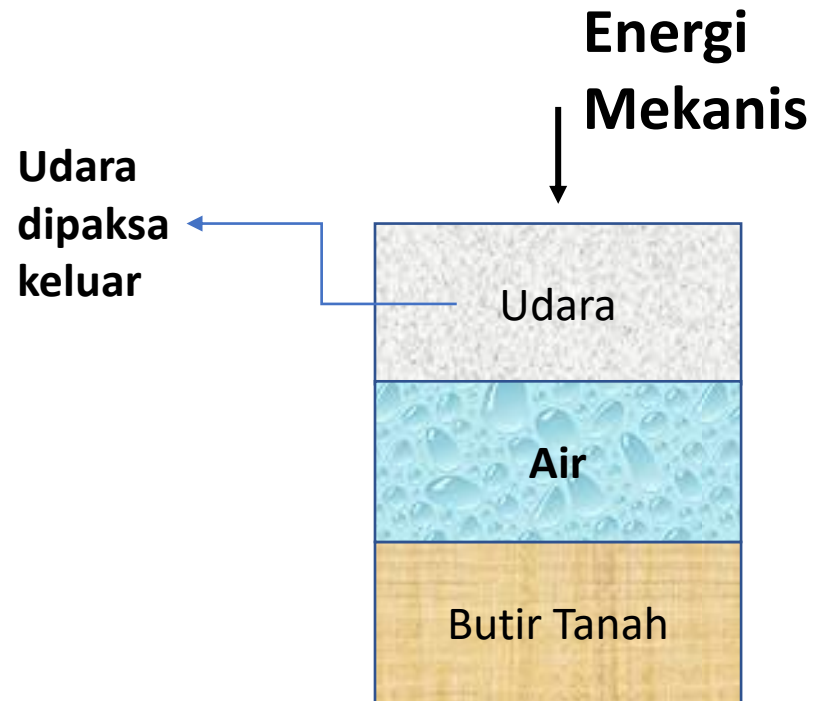 Energi
Mekanis
Udara
dipaksa
keluar
Udara
Air
Butir Tanah